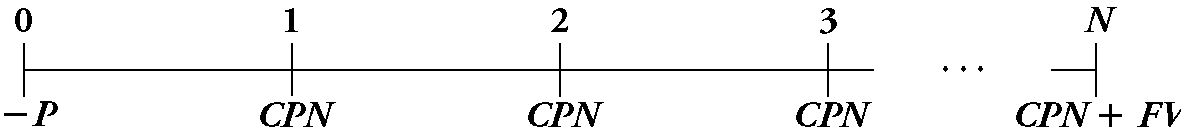 0 1 2 3 ... N
−P CPN CPN CPN CPN + FV